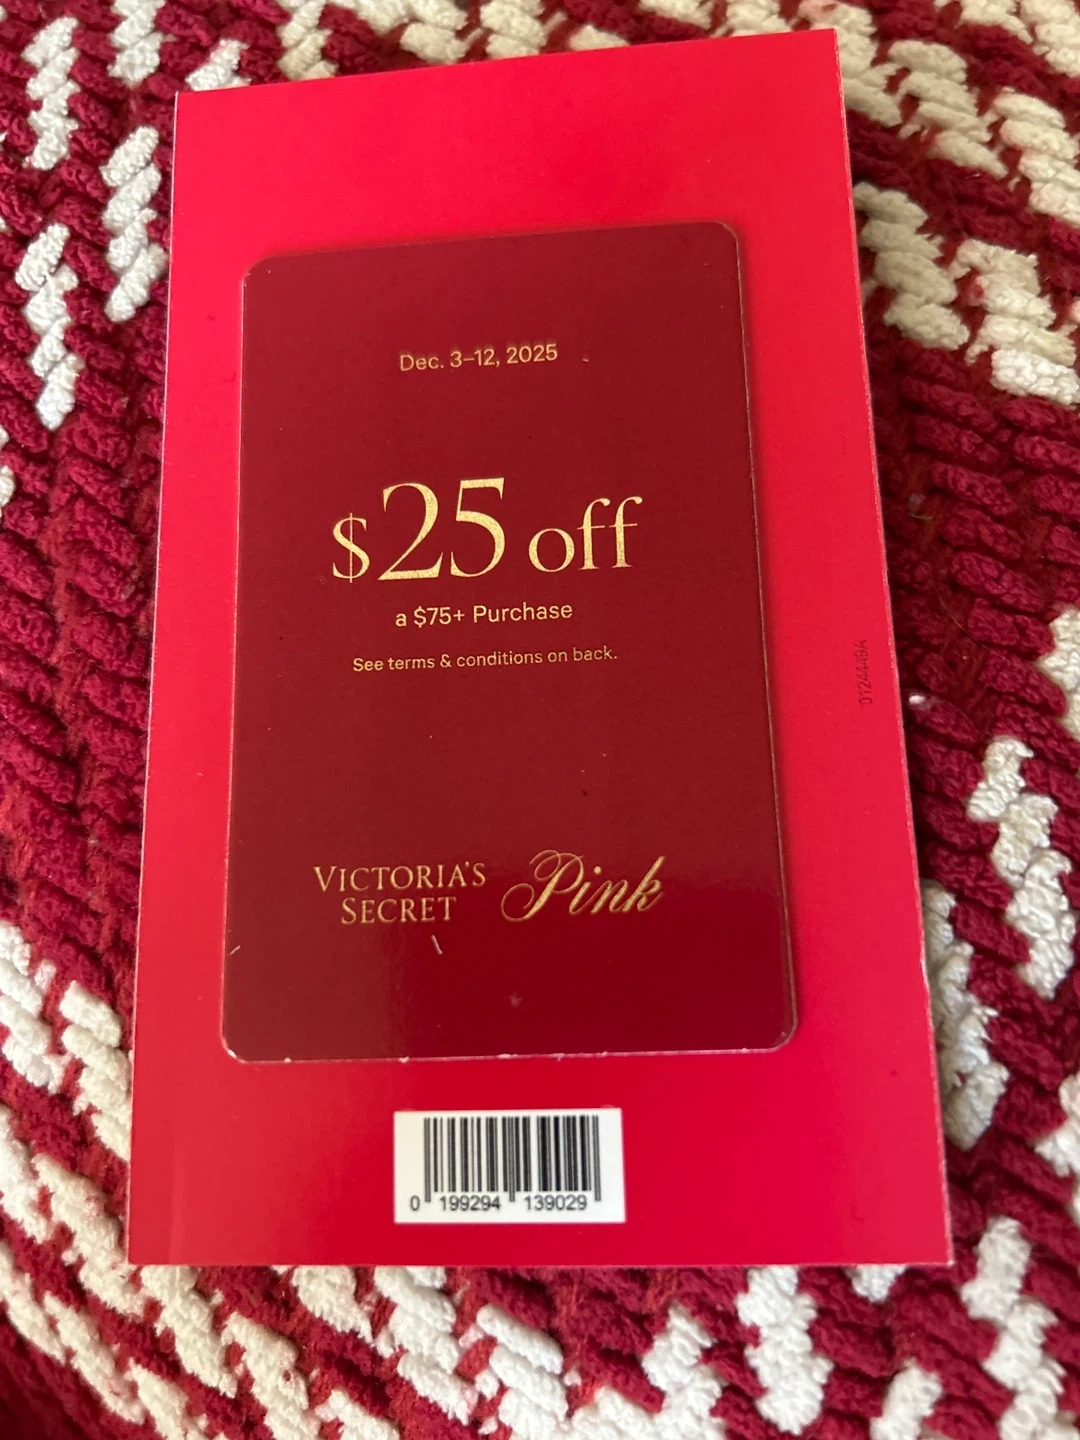 Dec. 3–12, 2025
$25 off
a $75+ Purchase
See terms & conditions on back.
VICTORIA'S
SECRET
Pink
0124449A
0 199294 139029